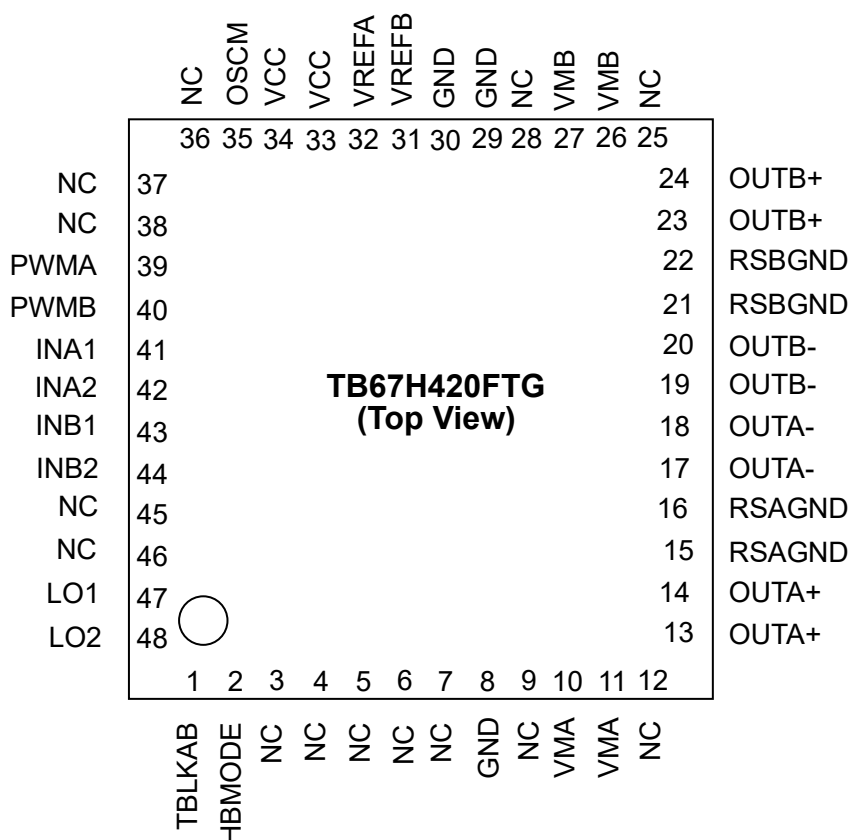 NC
OSCM
VCC
VCC
VREFA
VREFB
GND
GND
NC
VMB
VMB
NC
36 35 34 33 32 31 30 29 28 27 26 25
NC 37
NC 38
PWMA 39
PWMB 40
INA1 41
INA2 42
INB1 43
INB2 44
NC 45
NC 46
LO1 47
LO2 48
TB67H420FTG
(Top View)
24 OUTB+
23 OUTB+
22 RSBGND
21 RSBGND
20 OUTB-
19 OUTB-
18 OUTA-
17 OUTA-
16 RSAGND
15 RSAGND
14 OUTA+
13 OUTA+
1 2 3 4 5 6 7 8 9 10 11 12
TBLKAB
HBMODE
NC
NC
NC
NC
NC
GND
NC
VMA
VMA
NC